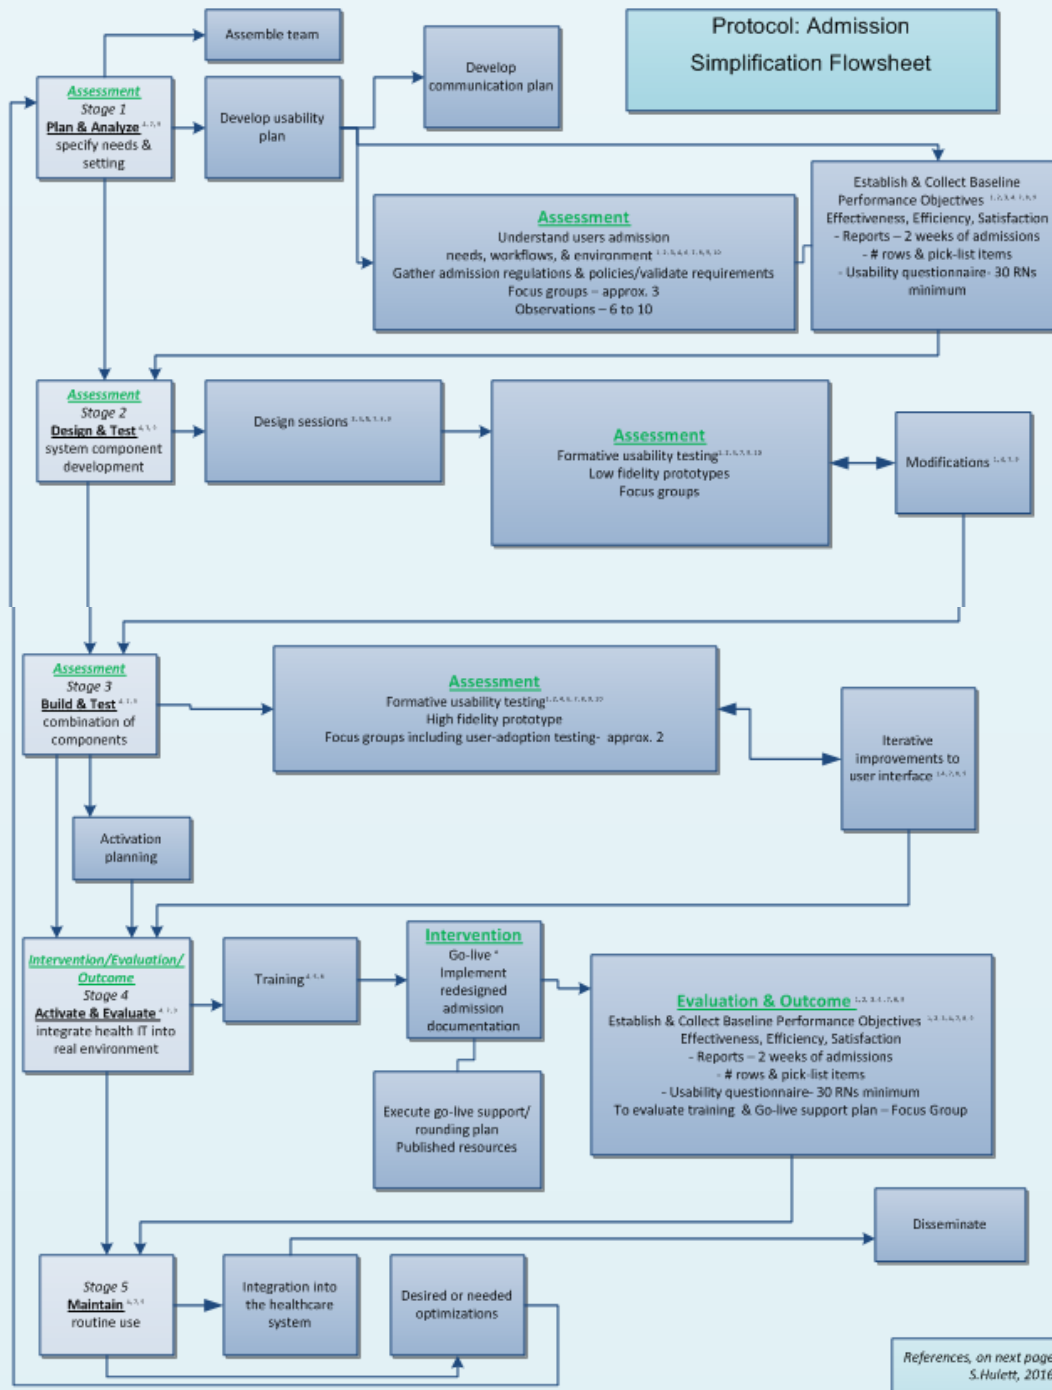 Protocol: Admission
Simplification Flowsheet
Assemble team
Develop
communication plan
Assessment
Stage 1
Plan & Analyze
specify needs &
setting
Develop usability
plan
Assessment
Understand users admission
needs, workflows, & environment
Gather admission regulations & policies/validate requirements
Focus groups – approx. 3
Observations – 6 to 10
Establish & Collect Baseline
Performance Objectives
Effectiveness, Efficiency, Satisfaction
- Reports – 2 weeks of admissions
- # rows & pick-list items
- Usability questionnaire- 30 RNs
minimum
Assessment
Stage 2
Design & Test
system component
development
Design sessions
Assessment
Formative usability testing
Low fidelity prototypes
Focus groups
Modifications
Assessment
Stage 3
Build & Test
combination of
components
Assessment
Formative usability testing
High fidelity prototype
Focus groups including user-adoption testing- approx. 2
Iterative
improvements to
user interface
Activation
planning
Intervention/Evaluation/
Outcome
Stage 4
Activate & Evaluate
integrate health IT into
real environment
Training
Intervention
Go-live *
Implement
redesigned
admission
documentation
Execute go-live support/
rounding plan
Published resources
Evaluation & Outcome
Establish & Collect Baseline Performance Objectives
Effectiveness, Efficiency, Satisfaction
- Reports – 2 weeks of admissions
- # rows & pick-list items
- Usability questionnaire- 30 RNs minimum
To evaluate training & Go-live support plan – Focus Group
Disseminate
Stage 5
Maintain
routine use
Integration into
the healthcare
system
Desired or needed
optimizations
References, on next page
S.Hulett, 2016